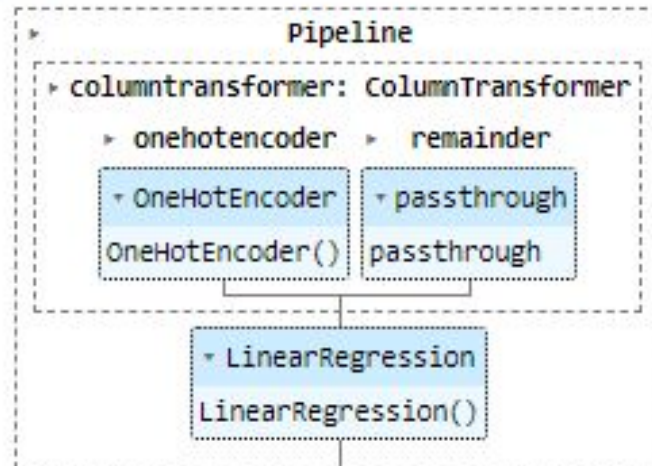 Pipeline
columntransformer: ColumnTransformer
onehotencoder remainder
OneHotEncoder passthrough
OneHotEncoder() passthrough
LinearRegression
LinearRegression()